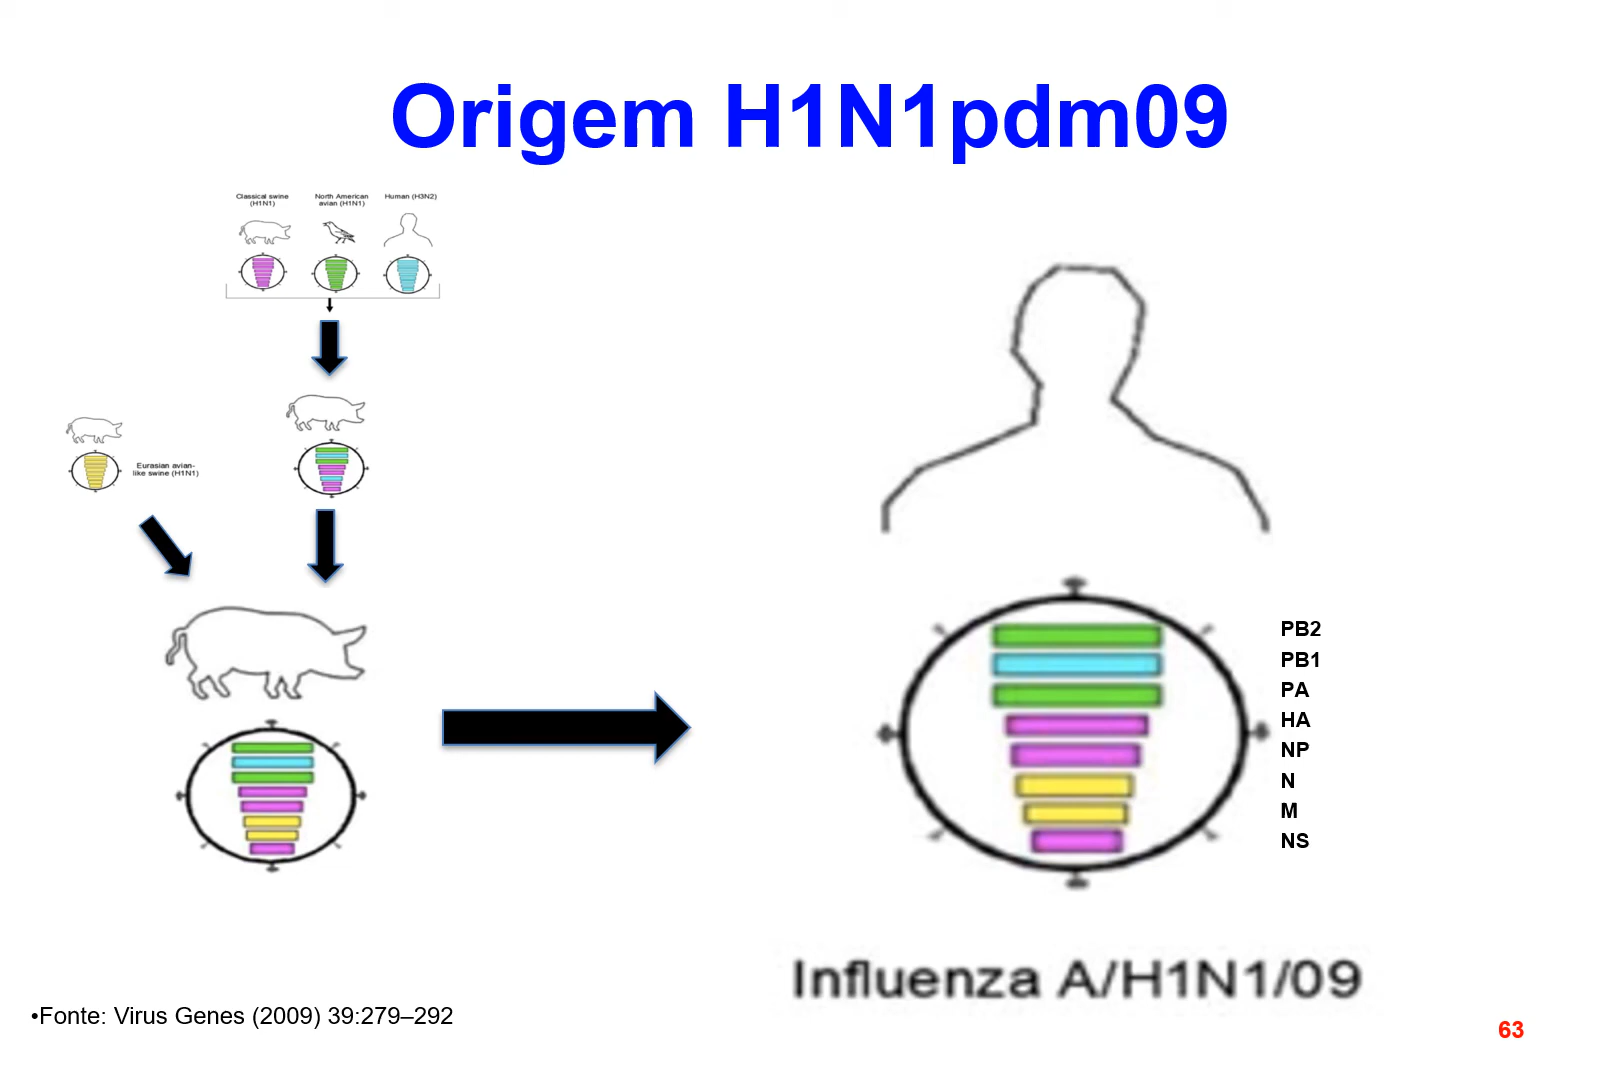 Origem H1N1pdm09
Classical swine
(H1N1)
North American
avian (H1N1)
Human (H3N2)
Eurasian avian-
like swine (H1N1)
PB2
PB1
PA
HA
NP
N
M
NS
Influenza A/H1N1/09
•Fonte: Virus Genes (2009) 39:279–292
63